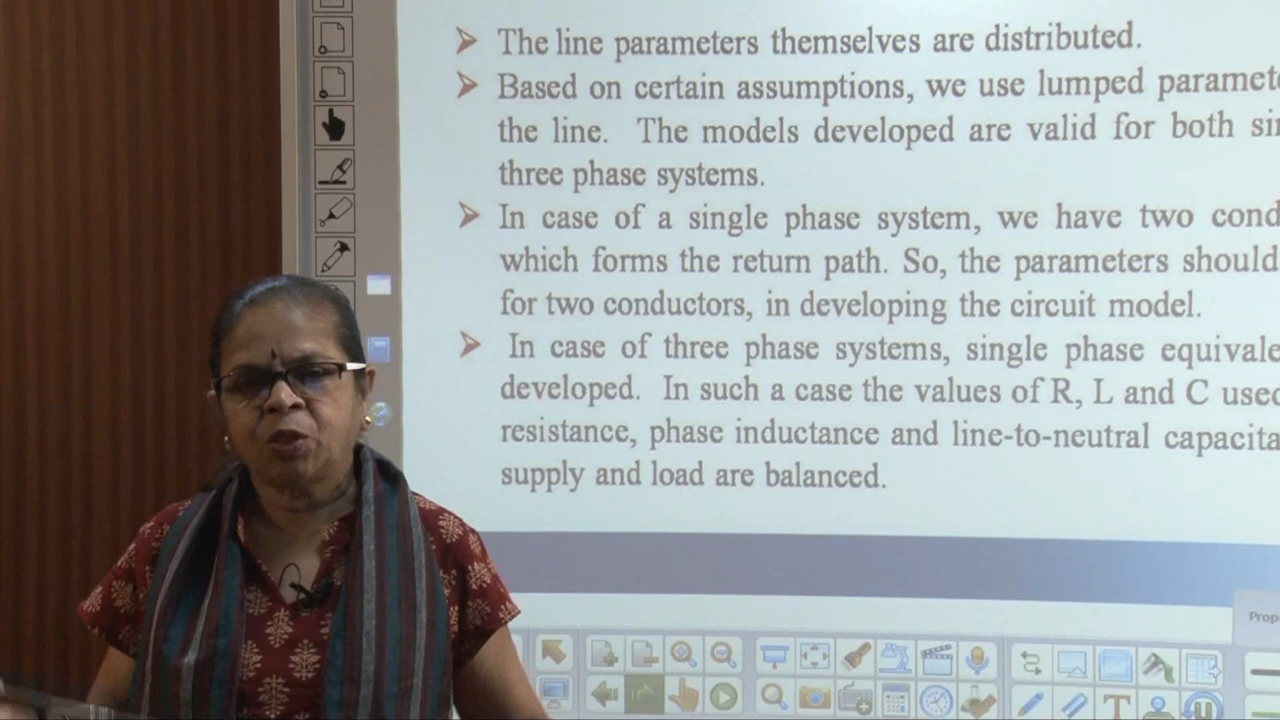 The line parameters themselves are distributed.
Based on certain assumptions, we use lumped paramet
the line. The models developed are valid for both sin
three phase systems.
In case of a single phase system, we have two cond
which forms the return path. So, the parameters should
for two conductors, in developing the circuit model.
In case of three phase systems, single phase equivale
developed. In such a case the values of R, L and C used
resistance, phase inductance and line-to-neutral capacita
supply and load are balanced.
Prop